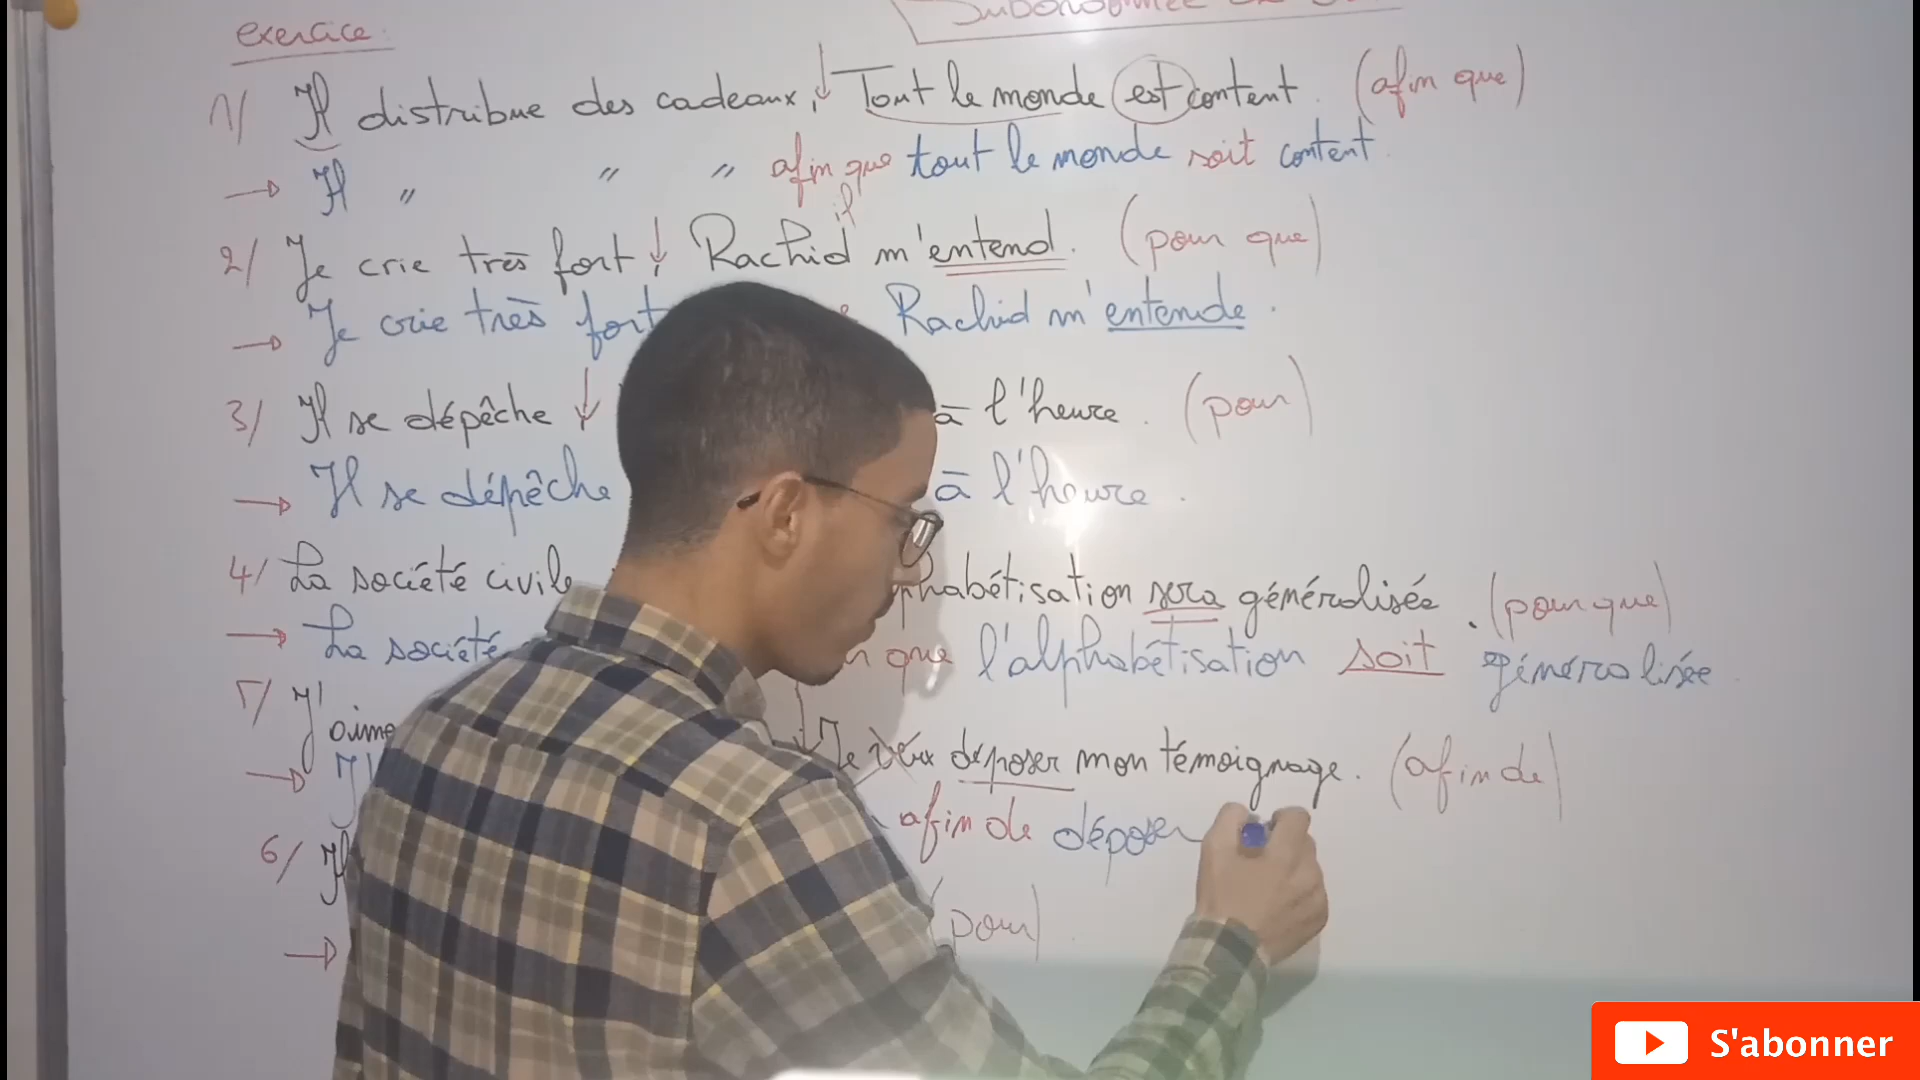 exercice :
1/ Il distribue des cadeaux, Tout le monde est content. (afin que)
→ Il " " " afin que tout le monde soit content.
il
2/ Je crie très fort, Rachid m'entend. (pour que)
→ Je crie très fort Rachid m'entende.
3/ Il se dépêche à l'heure. (pour)
→ Il se dépêche à l'heure.
4/ La société civile sera généralisée. (pour que)
→ La société que l'alphabétisation soit généralisée
5/ J'aime Je veux déposer mon témoignage. (afin de)
→ afin de déposer
6/ (pour)
→
S'abonner